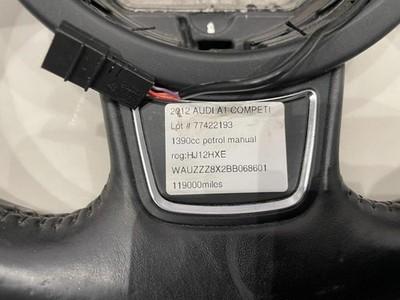 2012 AUDI A1 COMPETI
Lot # 77422193
1390cc petrol manual
reg:HJ12HXE
WAUZZZ8X2BB068601
119000miles